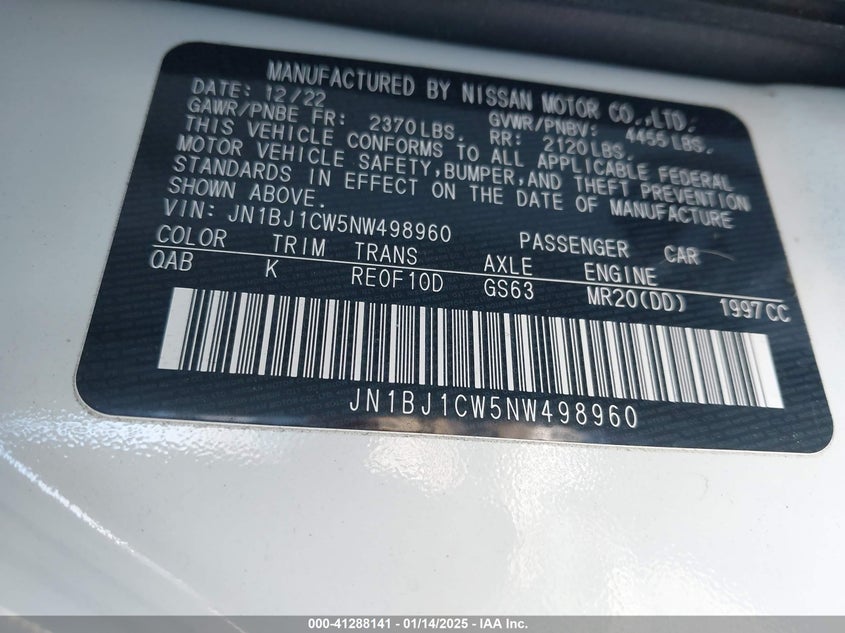 MANUFACTURED BY NISSAN MOTOR CO.,LTD.
DATE: 12/22 GVWR/PNBV: 4455 LBS.
GAWR/PNBE FR: 2370LBS. RR: 2120LBS.
THIS VEHICLE CONFORMS TO ALL APPLICABLE FEDERAL
MOTOR VEHICLE SAFETY,BUMPER,AND THEFT PREVENTION
STANDARDS IN EFFECT ON THE DATE OF MANUFACTURE
SHOWN ABOVE.
VIN: JN1BJ1CW5NW498960 PASSENGER CAR
COLOR TRIM TRANS AXLE ENGINE
QAB K RE0F10D GS63 MR20(DD) 1997CC
JN1BJ1CW5NW498960
000-41288141 - 01/14/2025 - IAA Inc.